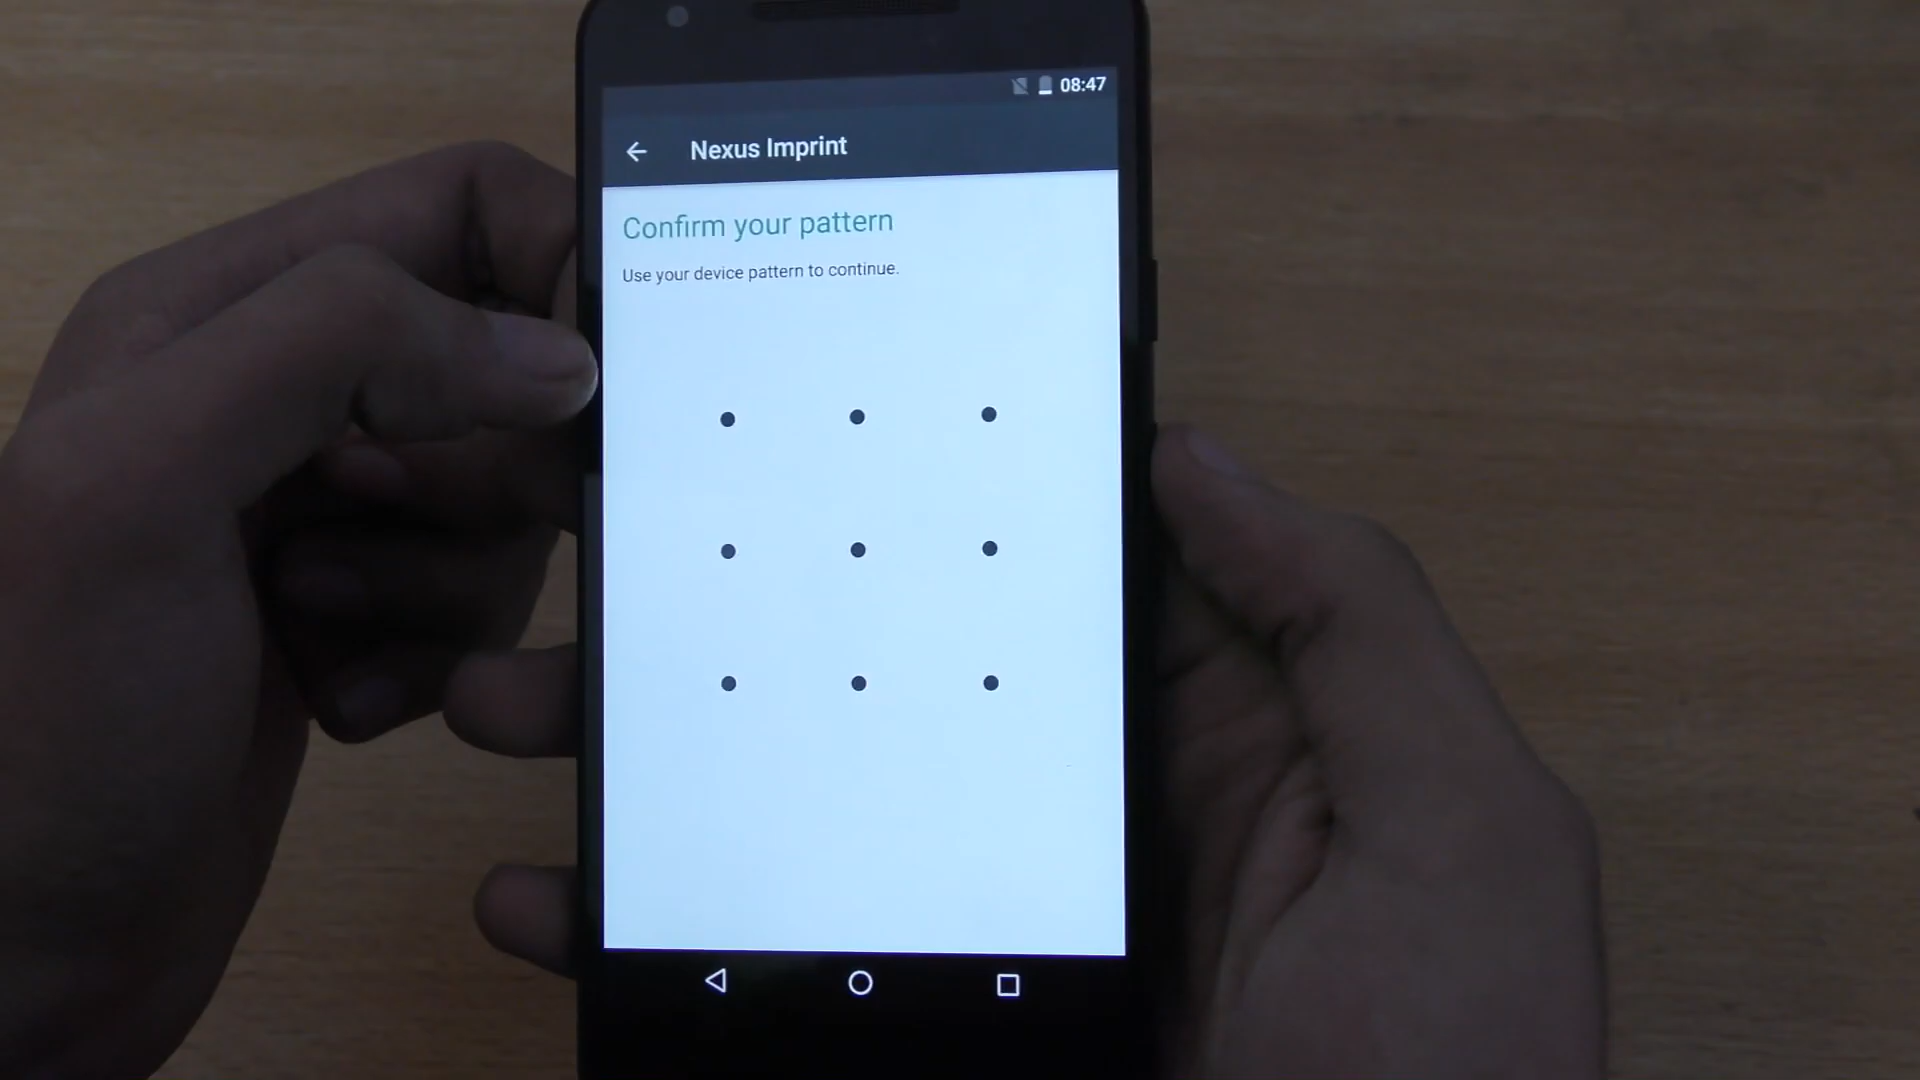 08:47
Nexus Imprint
Confirm your pattern
Use your device pattern to continue.